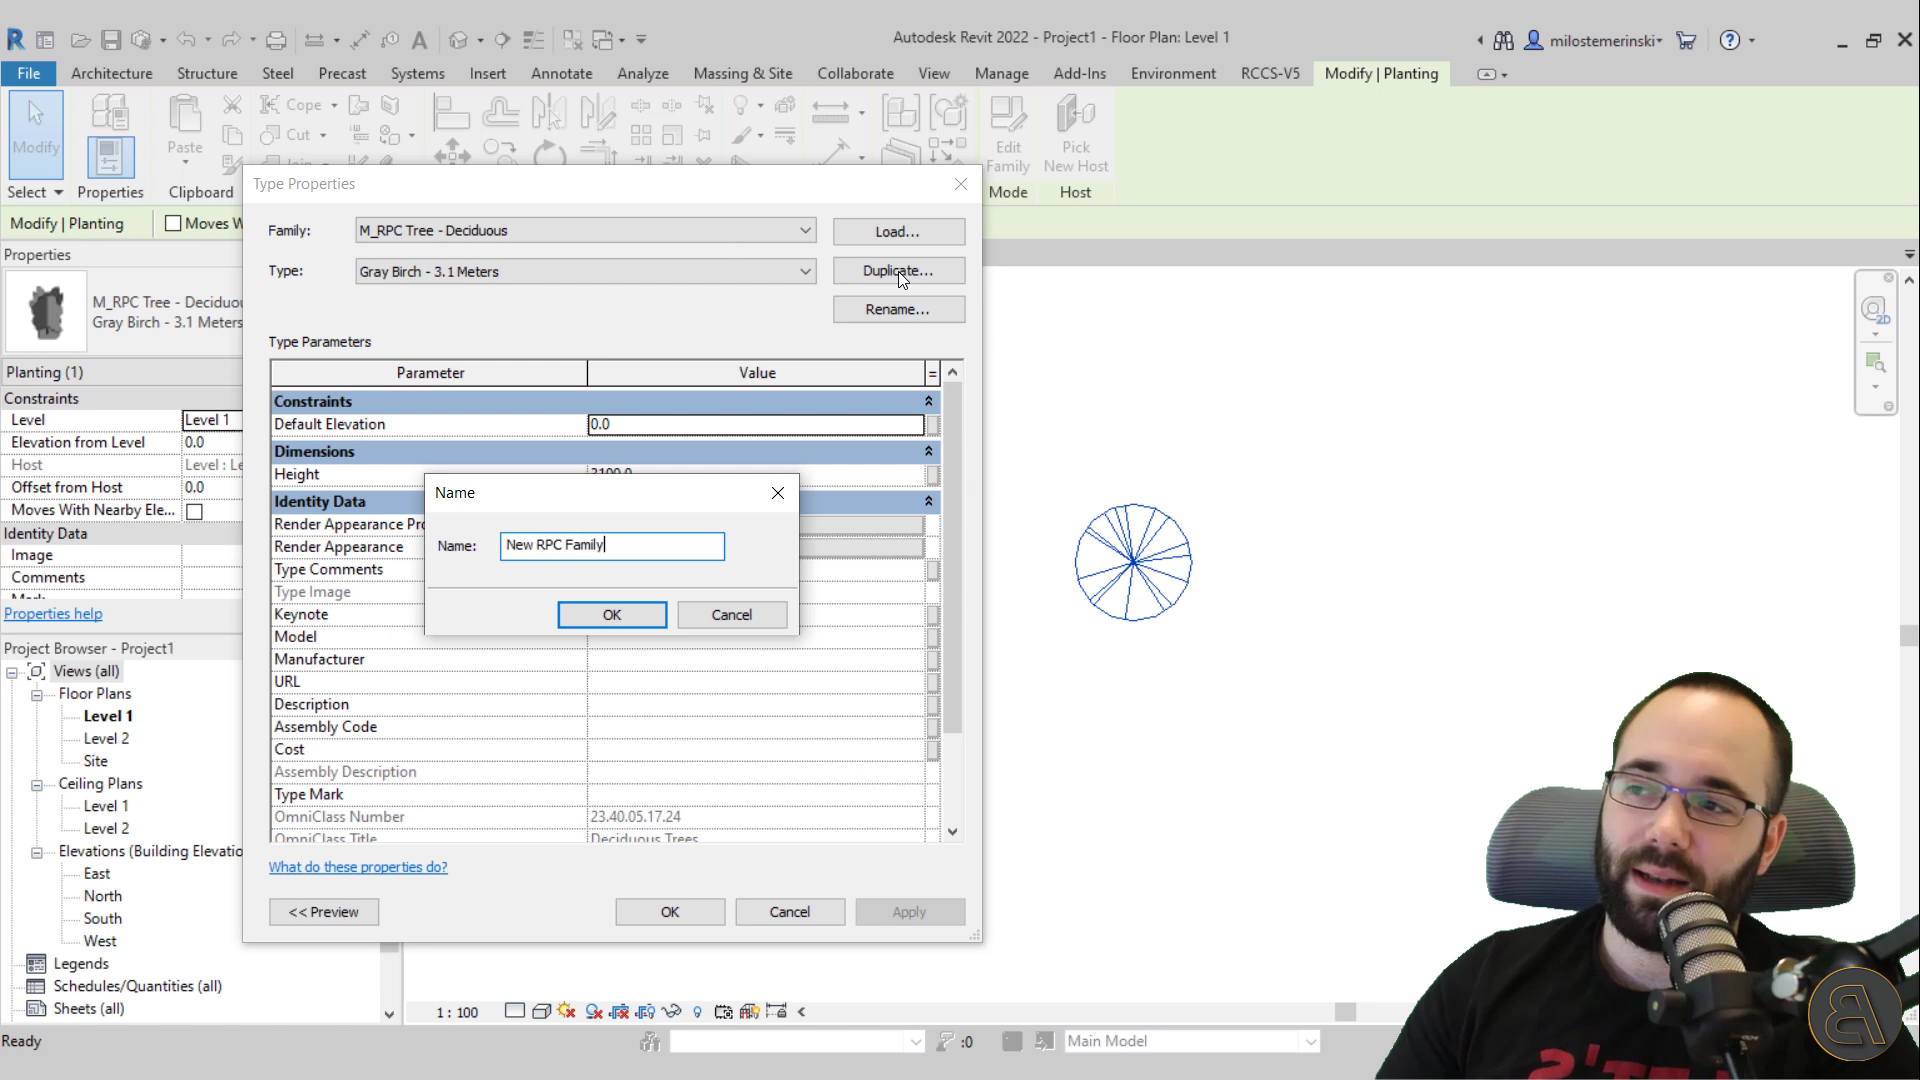 Autodesk Revit 2022 - Project1 - Floor Plan: Level 1
milostemerinski
File Architecture Structure Steel Precast Systems Insert Annotate Analyze Massing & Site Collaborate View Manage Add-Ins Environment RCCS-V5 Modify | Planting
Cope
Cut
Modify
Paste
Edit Family
Pick New Host
Select Properties Clipboard Mode Host
Modify | Planting
Moves W
Properties
M_RPC Tree - Deciduou
Gray Birch - 3.1 Meters
Planting (1)
Constraints
Level Level 1
Elevation from Level 0.0
Host Level : Le
Offset from Host 0.0
Moves With Nearby Ele...
Identity Data
Image
Comments
Mark
Properties help
Project Browser - Project1
Views (all)
Floor Plans
Level 1
Level 2
Site
Ceiling Plans
Level 1
Level 2
Elevations (Building Elevatio
East
North
South
West
Legends
Schedules/Quantities (all)
Sheets (all)
Type Properties
Family: M_RPC Tree - Deciduous Load...
Type: Gray Birch - 3.1 Meters Duplicate...
Rename...
Type Parameters
Parameter Value =
Constraints
Default Elevation 0.0
Dimensions
Height 3100.0
Identity Data
Render Appearance Pro
Render Appearance
Type Comments
Type Image
Keynote
Model
Manufacturer
URL
Description
Assembly Code
Cost
Assembly Description
Type Mark
OmniClass Number 23.40.05.17.24
OmniClass Title Deciduous Trees
What do these properties do?
<< Preview OK Cancel Apply
Name
Name: New RPC Family
OK Cancel
2D
1 : 100
Ready
:0
Main Model